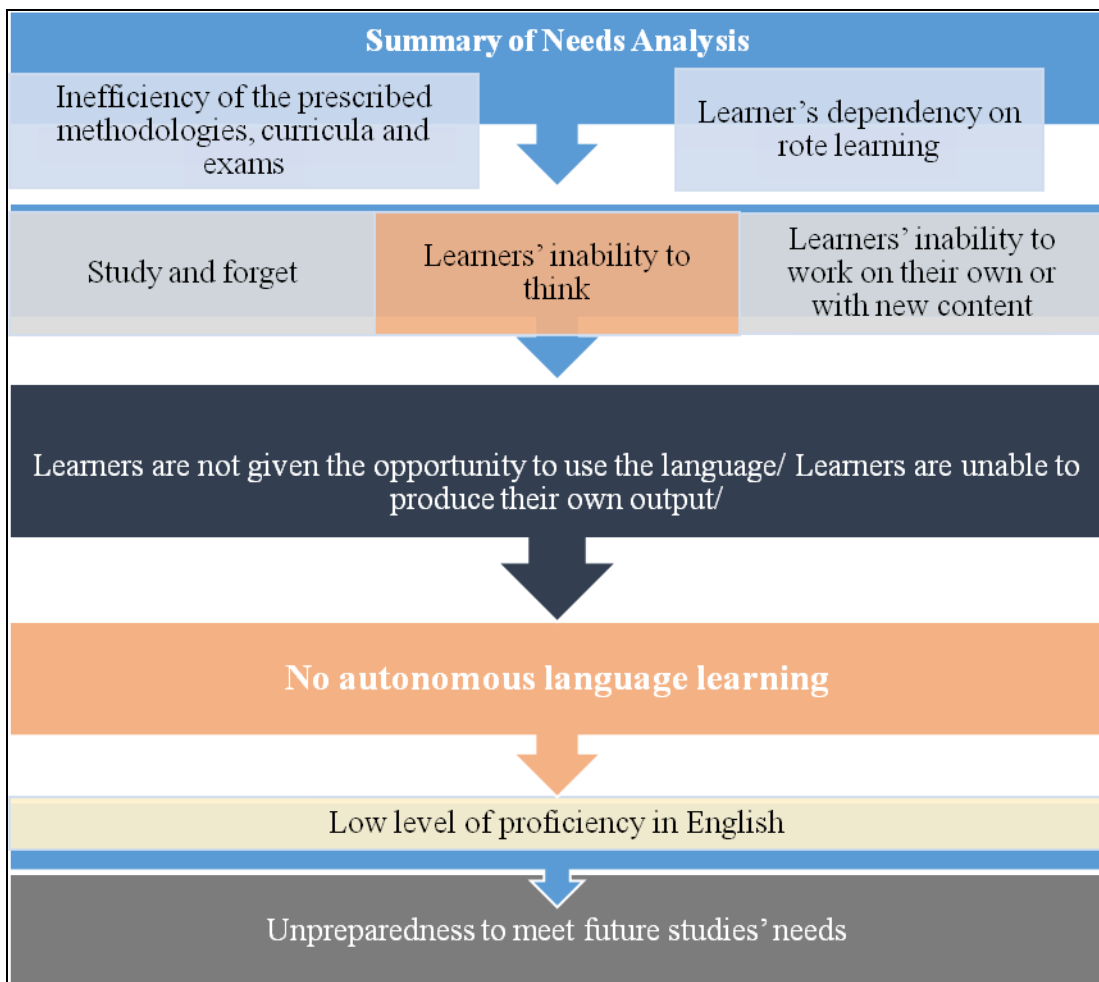 Summary of Needs Analysis
Inefficiency of the prescribed
methodologies, curricula and
exams
Learner’s dependency on
rote learning
Study and forget
Learners’ inability to
think
Learners’ inability to
work on their own or
with new content
Learners are not given the opportunity to use the language/ Learners are unable to
produce their own output/
No autonomous language learning
Low level of proficiency in English
Unpreparedness to meet future studies’ needs